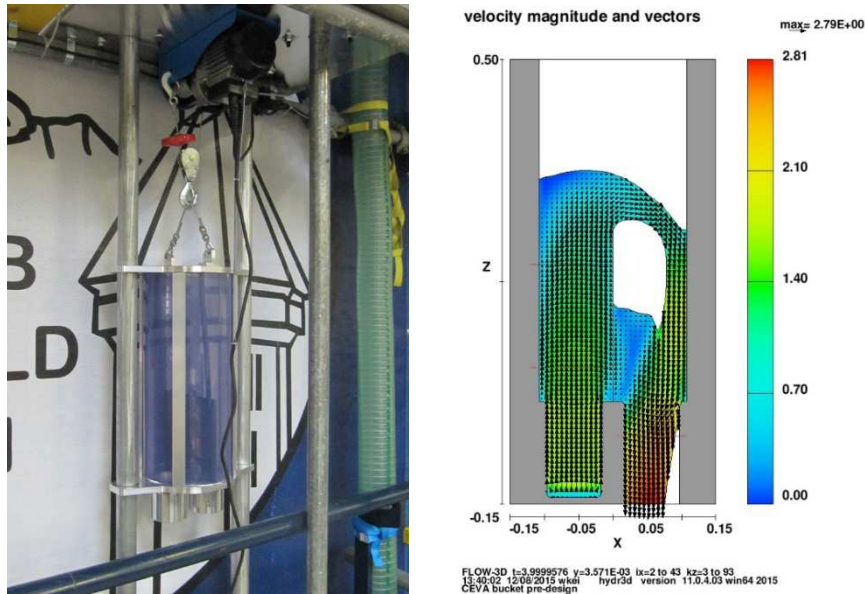 B
LD
velocity magnitude and vectors
max= 2.79E+00
2.81
2.10
1.40
0.70
0.00
0.50
Z
-0.15
-0.15
-0.05
0.05
0.15
X
FLOW-3D t=3.9999576 y=3.571E-03 ix=2 to 43 kz=3 to 93
13:40:02 12/08/2015 wkei hydr3d version 11.0.4.03 win64 2015
CEVA bucket pre-design